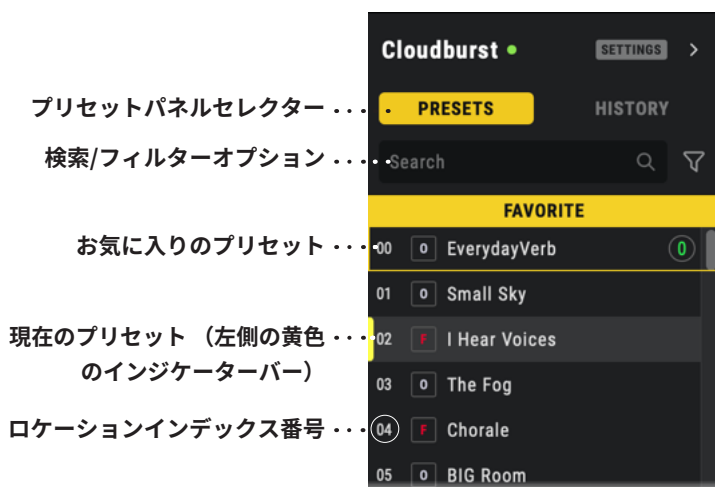 Cloudburst SETTINGS >
プリセットパネルセレクター ・・・・ PRESETS HISTORY
検索/フィルターオプション ・・・・・ Search
FAVORITE
お気に入りのプリセット ・・・・ 00 O EverydayVerb 0
01 O Small Sky
現在のプリセット （左側の黄色 ・・・・ 02 F I Hear Voices
のインジケーターバー）
03 O The Fog
ロケーションインデックス番号 ・・・ 04 F Chorale
05 O BIG Room